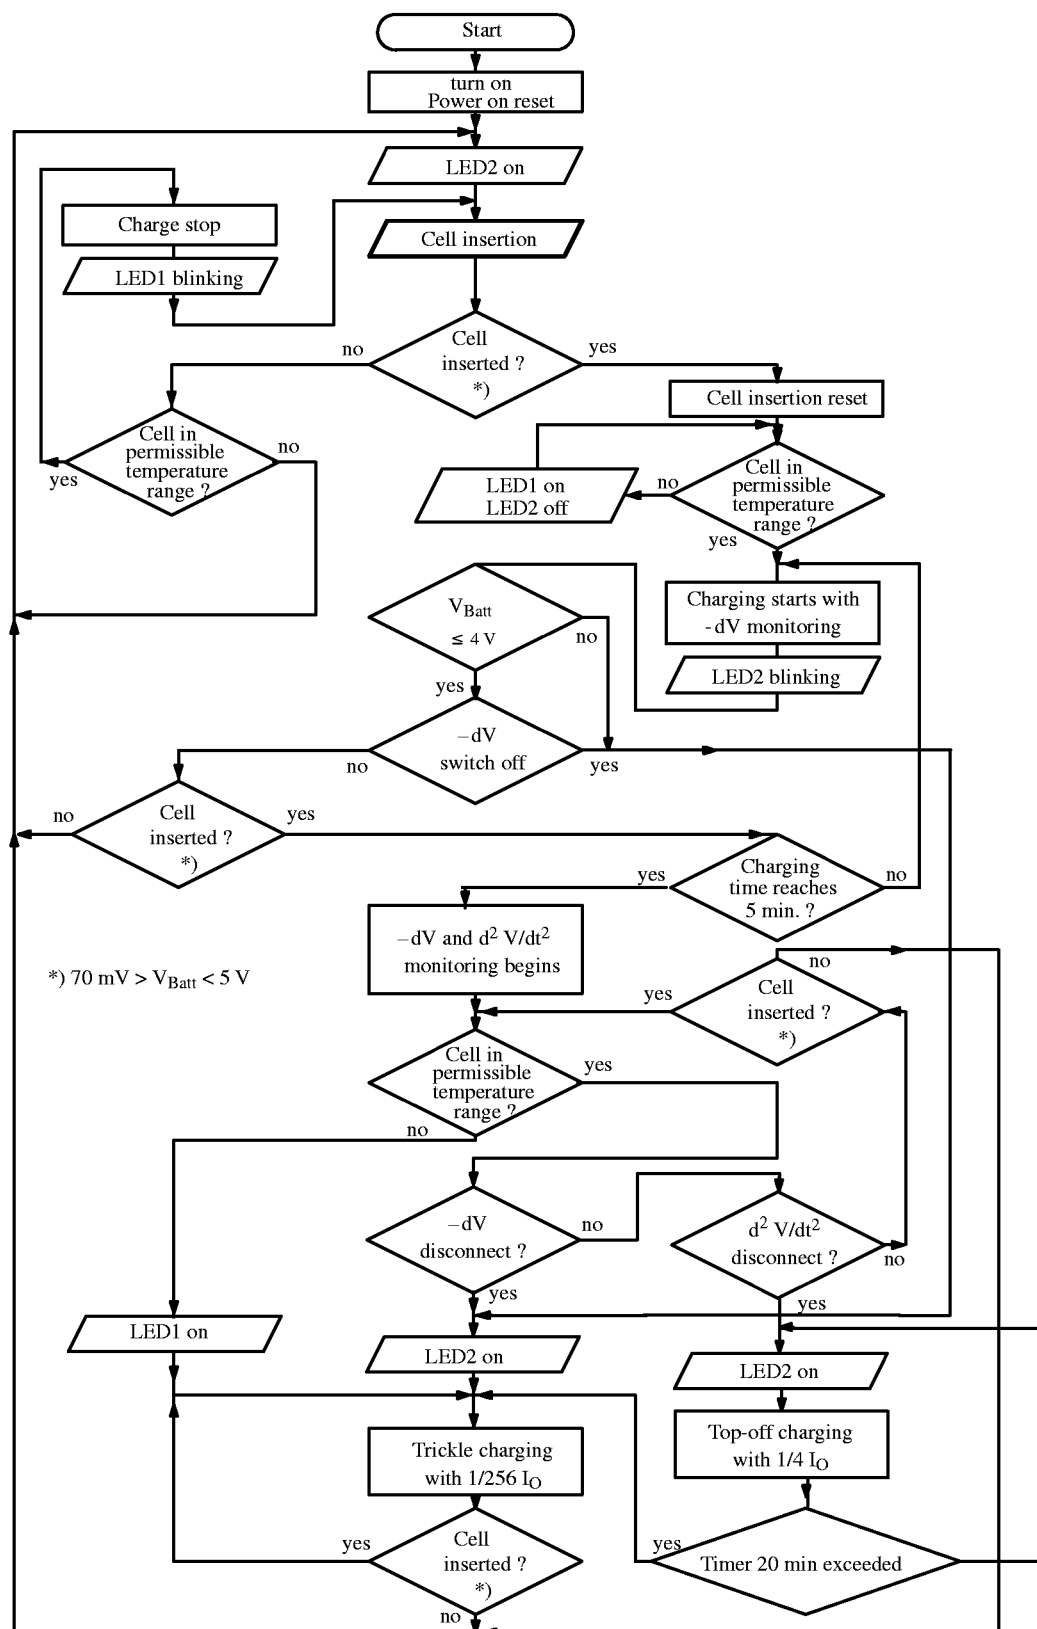 Start
turn on
Power on reset
LED2 on
Charge stop
Cell insertion
LED1 blinking
Cell
inserted ?
*)
no
yes
Cell insertion reset
Cell in
permissible
temperature
range ?
no
yes
Cell in
permissible
temperature
range ?
no
yes
LED1 on
LED2 off
Charging starts with
- dV monitoring
LED2 blinking
VBatt
≤ 4 V
no
yes
–dV
switch off
no
yes
Cell
inserted ?
*)
no
yes
Charging
time reaches
5 min. ?
yes
no
–dV and d² V/dt²
monitoring begins
*) 70 mV > VBatt < 5 V
Cell
inserted ?
*)
yes
no
Cell in
permissible
temperature
range ?
yes
no
–dV
disconnect ?
no
yes
d² V/dt²
disconnect ?
no
yes
LED1 on
LED2 on
LED2 on
Trickle charging
with 1/256 IO
Top-off charging
with 1/4 IO
Cell
inserted ?
*)
yes
no
Timer 20 min exceeded
yes